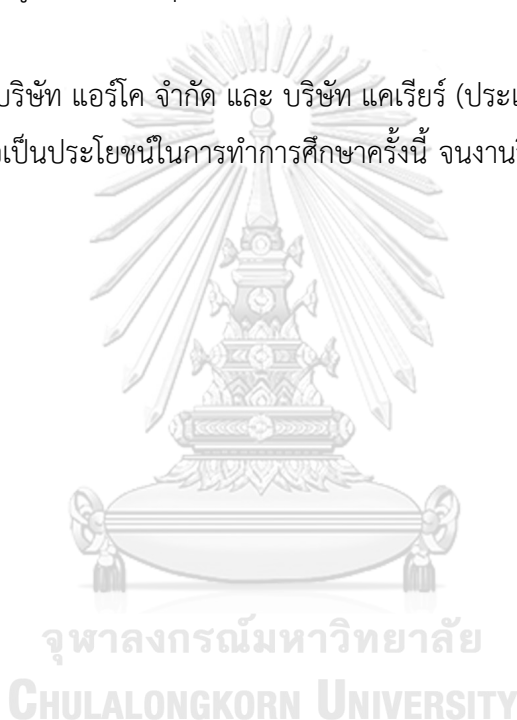 บริษัท แอร์โค จำกัด และ บริษัท แคเรียร์ (ประเ
เป็นประโยชน์ในการทำการศึกษาครั้งนี้ จนงาน
จุฬาลงกรณ์มหาวิทยาลัย
CHULALONGKORN UNIVERSITY